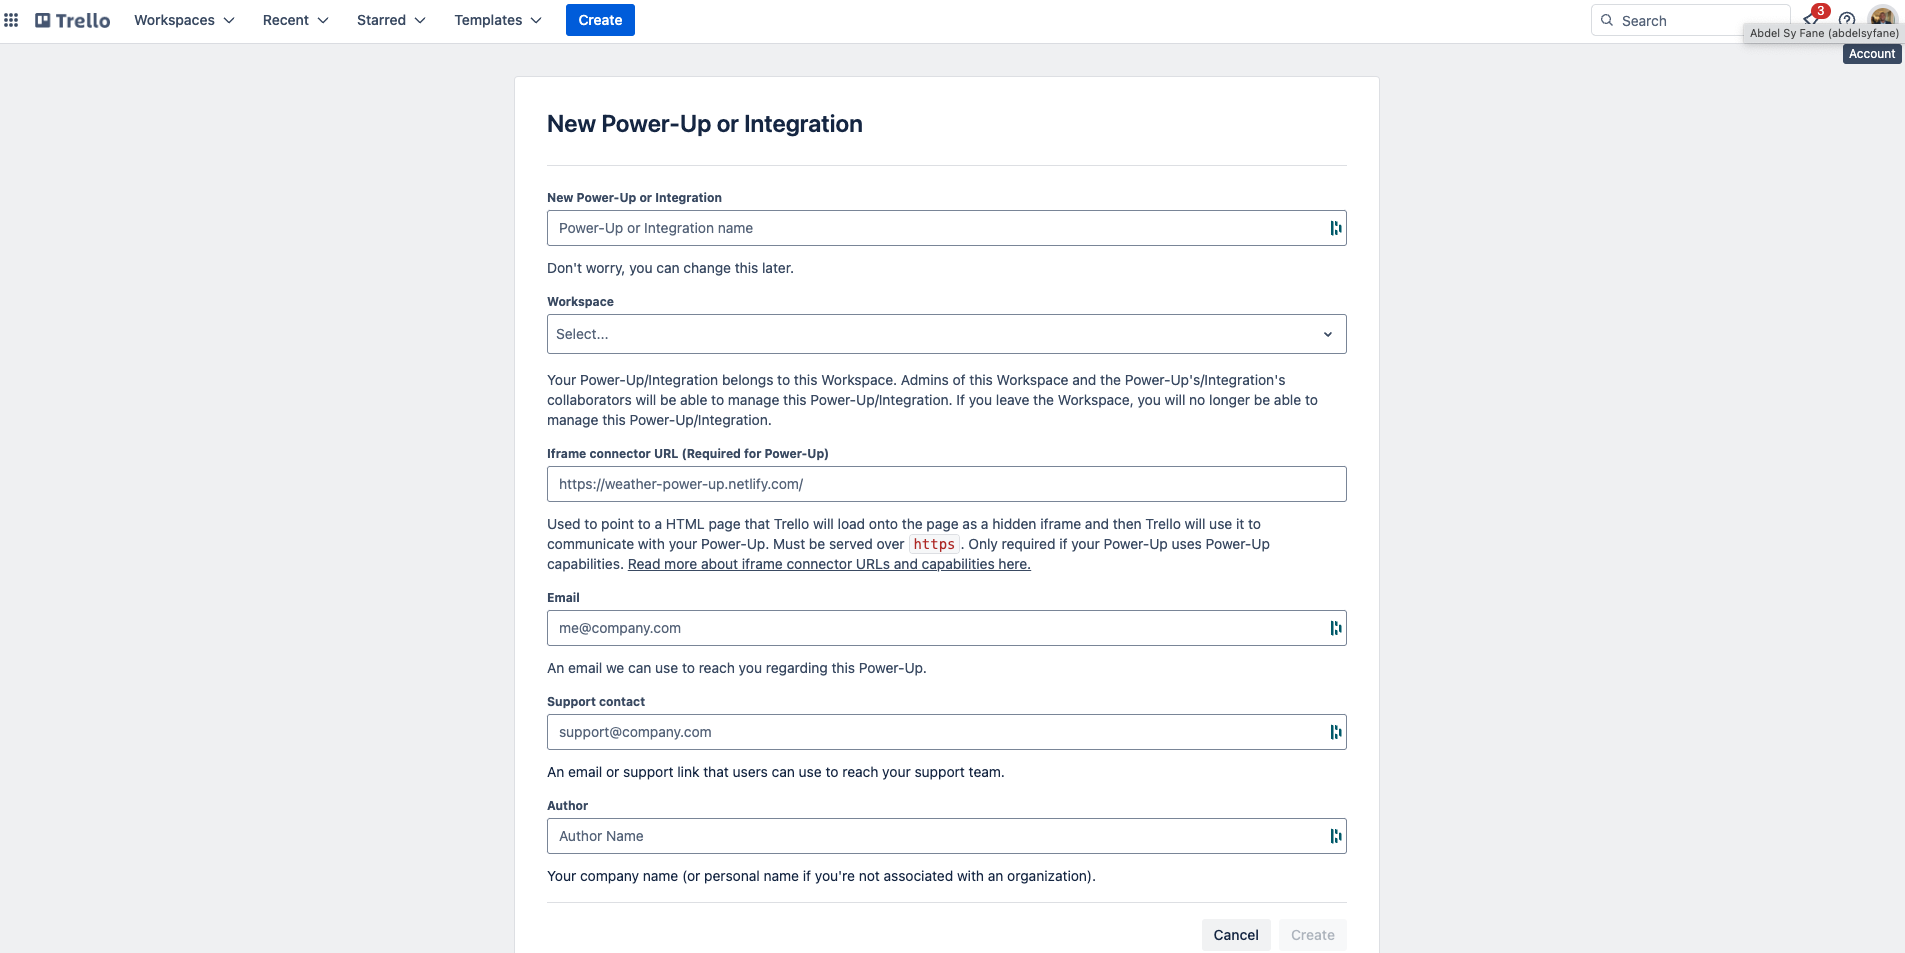 Trello Workspaces Recent Starred Templates Create Search 3
Abdel Sy Fane (abdelsyfane)
Account
New Power-Up or Integration
New Power-Up or Integration
Power-Up or Integration name
Don't worry, you can change this later.
Workspace
Select...
Your Power-Up/Integration belongs to this Workspace. Admins of this Workspace and the Power-Up's/Integration's
collaborators will be able to manage this Power-Up/Integration. If you leave the Workspace, you will no longer be able to
manage this Power-Up/Integration.
Iframe connector URL (Required for Power-Up)
https://weather-power-up.netlify.com/
Used to point to a HTML page that Trello will load onto the page as a hidden iframe and then Trello will use it to
communicate with your Power-Up. Must be served over https. Only required if your Power-Up uses Power-Up
capabilities. Read more about iframe connector URLs and capabilities here.
Email
me@company.com
An email we can use to reach you regarding this Power-Up.
Support contact
support@company.com
An email or support link that users can use to reach your support team.
Author
Author Name
Your company name (or personal name if you're not associated with an organization).
Cancel Create